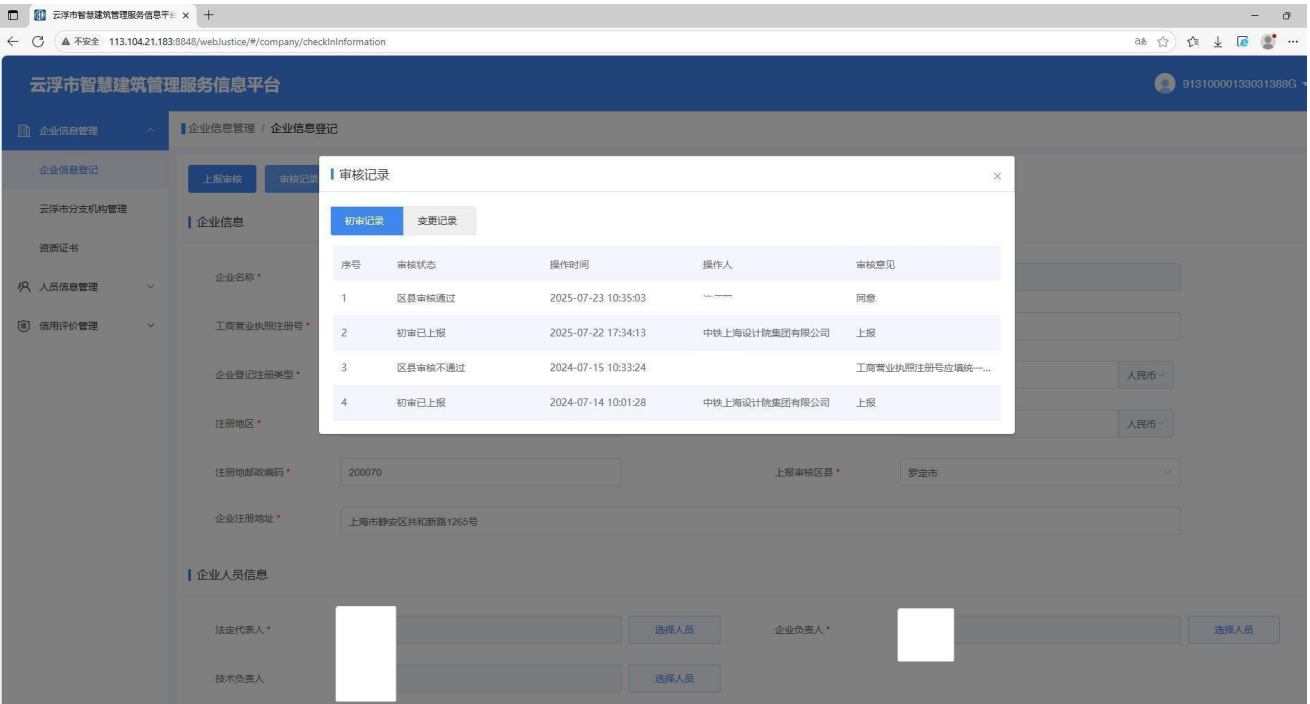 云浮市智慧建筑管理服务信息平台
不安全 113.104.21.183:8848/webJustice/#/company/checkInInformation
云浮市智慧建筑管理服务信息平台
91310000133031388G
企业信息管理
企业信息管理 / 企业信息登记
企业信息登记
云浮市分支机构管理
资质证书
人员信息管理
信用评价管理
上报审核 审核记录
审核记录
初审记录 变更记录
序号 审核状态 操作时间 操作人 审核意见
1 区县审核通过 2025-07-23 10:35:03 同意
2 初审已上报 2025-07-22 17:34:13 中铁上海设计院集团有限公司 上报
3 区县审核不通过 2024-07-15 10:33:24 工商营业执照注册号应填统一...
4 初审已上报 2024-07-14 10:01:28 中铁上海设计院集团有限公司 上报
企业信息
企业名称 *
工商营业执照注册号 *
企业登记注册类型 * 人民币
注册地区 * 人民币
注册地邮政编码 * 200070 上报审核区县 * 罗定市
企业注册地址 * 上海市静安区共和新路1265号
企业人员信息
法定代表人 * 选择人员 企业负责人 * 选择人员
技术负责人 选择人员